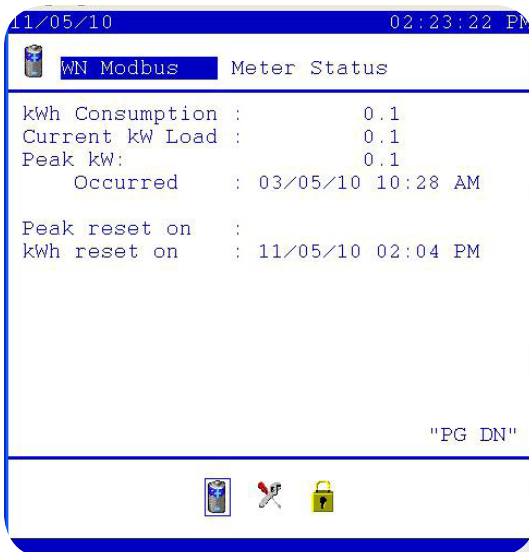 11/05/10 02:23:22 PM
WN Modbus Meter Status
kWh Consumption : 0.1
Current kW Load : 0.1
Peak kW: 0.1
Occurred : 03/05/10 10:28 AM
Peak reset on :
kWh reset on : 11/05/10 02:04 PM
"PG DN"